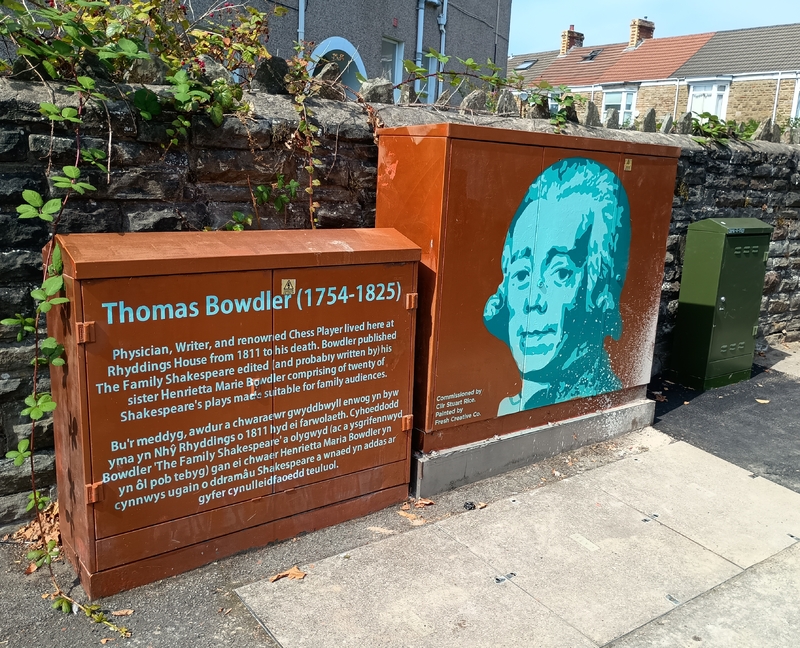 Thomas Bowdler (1754-1825)
Physician, Writer, and renowned Chess Player lived here at
Rhyddings House from 1811 to his death. Bowdler published
The Family Shakespeare edited (and probably written by) his
sister Henrietta Marie Bowdler comprising of twenty of
Shakespeare's plays made suitable for family audiences.
Bu'r meddyg, awdur a chwaraewr gwyddbwyll enwog yn byw
yma yn Nhŷ Rhyddings o 1811 hyd ei farwolaeth. Cyhoeddodd
Bowdler 'The Family Shakespeare' a olygwyd (ac a ysgrifennwyd
yn ôl pob tebyg) gan ei chwaer Henrietta Maria Bowdler yn
cynnwys ugain o ddramâu Shakespeare a wnaed yn addas ar
gyfer cynulleidfaoedd teuluol.
Commissioned by
Cllr Stuart Rice.
Painted by
Fresh Creative Co.